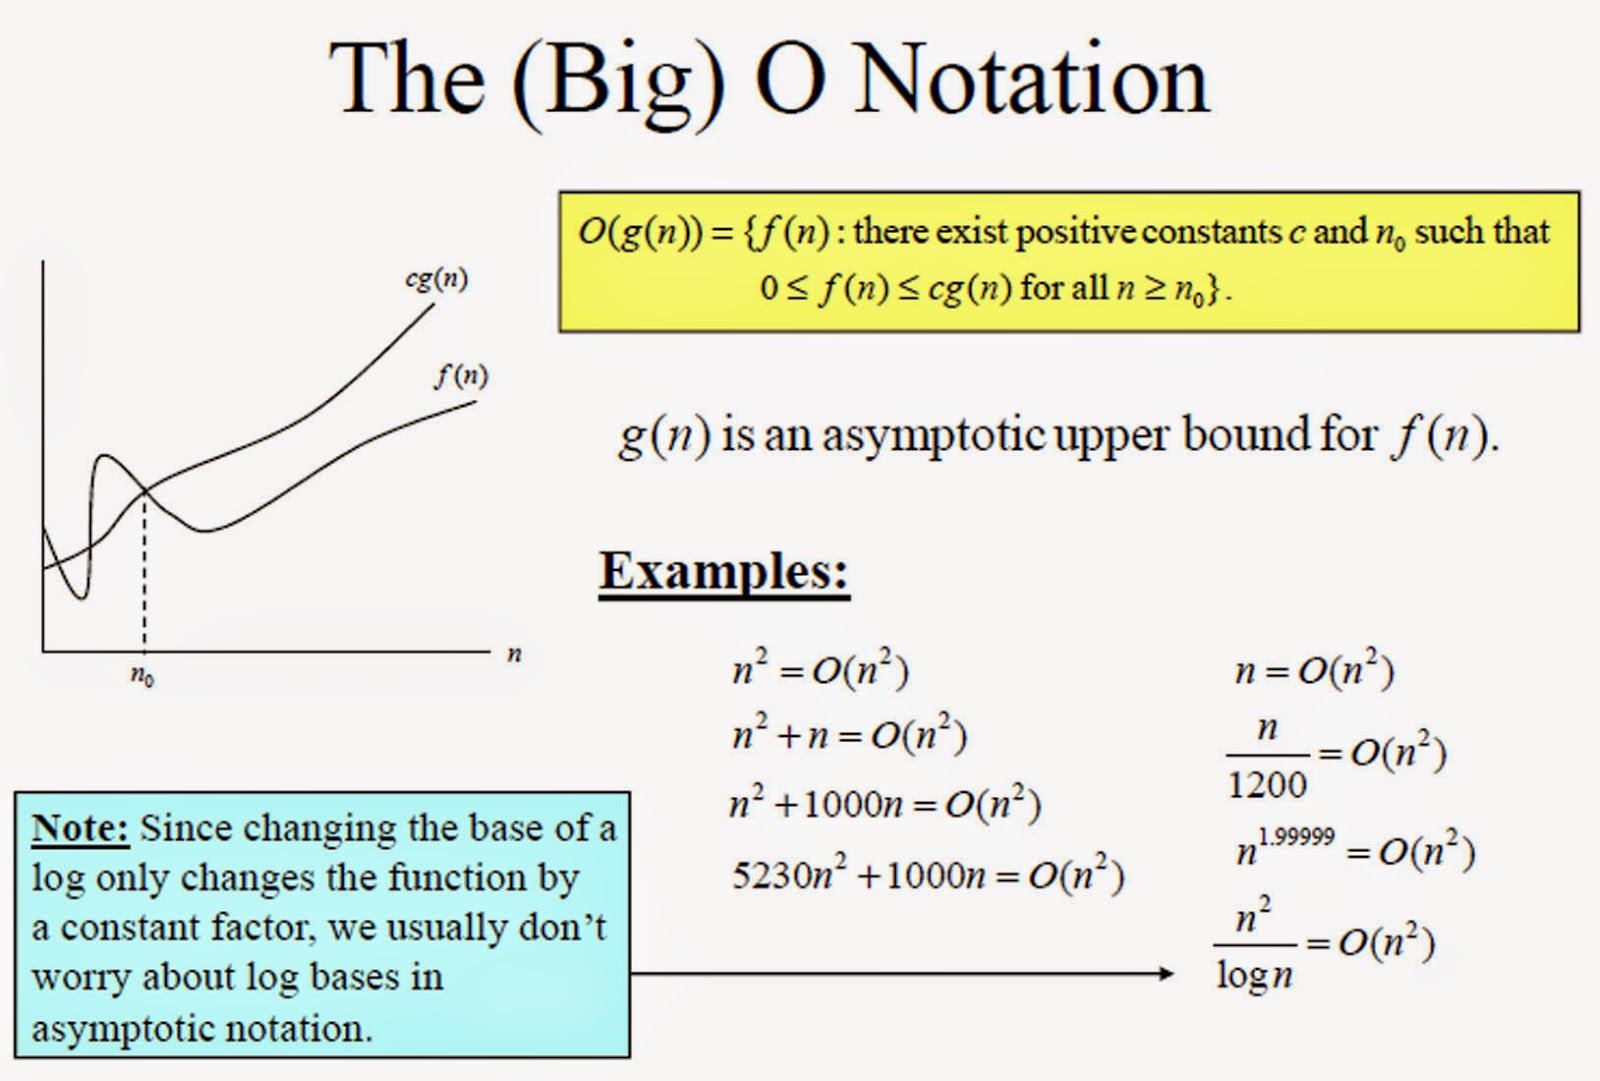 The (Big) O Notation
O(g(n)) = {f(n) : there exist positive constants c and n₀ such that
0 ≤ f(n) ≤ cg(n) for all n ≥ n₀}.
cg(n)
f(n)
n
n₀
g(n) is an asymptotic upper bound for f(n).
Examples:
n² = O(n²)
n² + n = O(n²)
n² + 1000n = O(n²)
5230n² + 1000n = O(n²)
n = O(n²)
n/1200 = O(n²)
n^1.99999 = O(n²)
n²/log n = O(n²)
Note: Since changing the base of a
log only changes the function by
a constant factor, we usually don't
worry about log bases in
asymptotic notation.